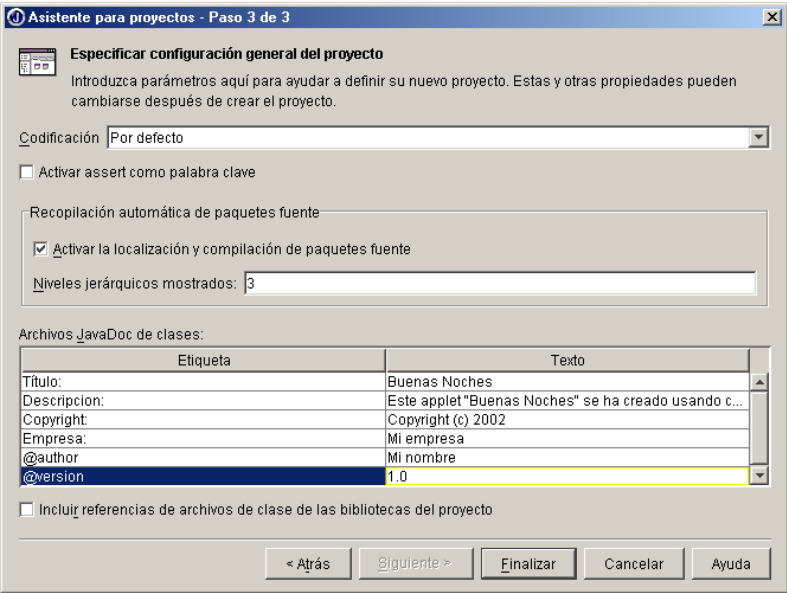 Asistente para proyectos - Paso 3 de 3
Especificar configuración general del proyecto
Introduzca parámetros aquí para ayudar a definir su nuevo proyecto. Estas y otras propiedades pueden
cambiarse después de crear el proyecto.
Codificación Por defecto
Activar assert como palabra clave
Recopilación automática de paquetes fuente
Activar la localización y compilación de paquetes fuente
Niveles jerárquicos mostrados: 3
Archivos JavaDoc de clases:
Etiqueta Texto
Título: Buenas Noches
Descripcion: Este applet "Buenas Noches" se ha creado usando c...
Copyright: Copyright (c) 2002
Empresa: Mi empresa
@author Mi nombre
@version 1.0
Incluir referencias de archivos de clase de las bibliotecas del proyecto
< Atrás Siguiente > Finalizar Cancelar Ayuda